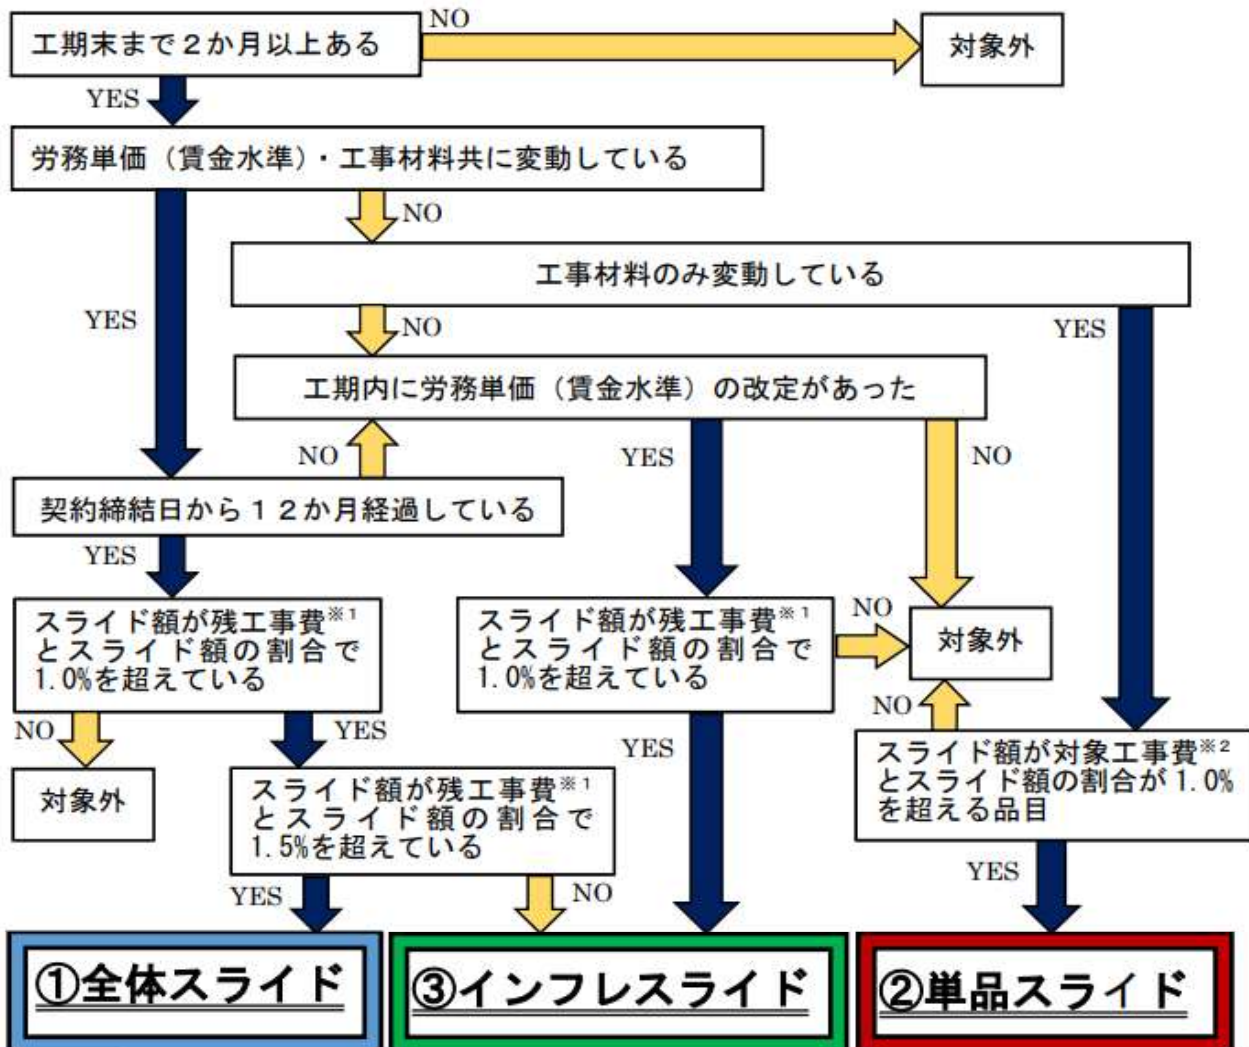 工期末まで２か月以上ある
NO
対象外
YES
労務単価（賃金水準）・工事材料共に変動している
NO
工事材料のみ変動している
YES
NO
YES
工期内に労務単価（賃金水準）の改定があった
NO
YES
NO
契約締結日から１２か月経過している
YES
スライド額が残工事費※1
とスライド額の割合で
1.0%を超えている
スライド額が残工事費※1
とスライド額の割合で
1.0%を超えている
NO
対象外
NO
YES
YES
NO
スライド額が対象工事費※2
とスライド額の割合が1.0%
を超える品目
対象外
スライド額が残工事費※1
とスライド額の割合で
1.5%を超えている
YES
NO
YES
①全体スライド
③インフレスライド
②単品スライド